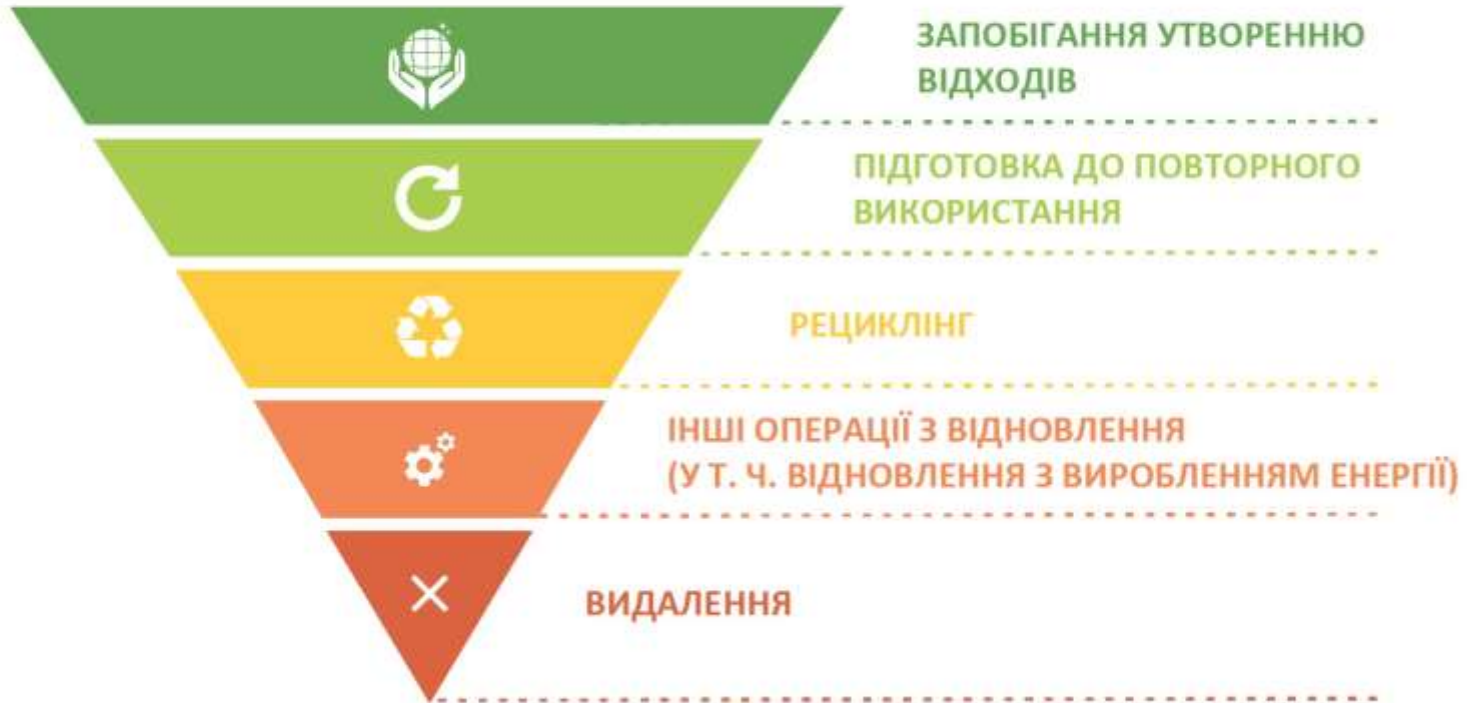 ЗАПОБІГАННЯ УТВОРЕННЮ
ВІДХОДІВ
ПІДГОТОВКА ДО ПОВТОРНОГО
ВИКОРИСТАННЯ
РЕЦИКЛІНГ
ІНШІ ОПЕРАЦІЇ З ВІДНОВЛЕННЯ
(У Т. Ч. ВІДНОВЛЕННЯ З ВИРОБЛЕННЯМ ЕНЕРГІЇ)
ВИДАЛЕННЯ